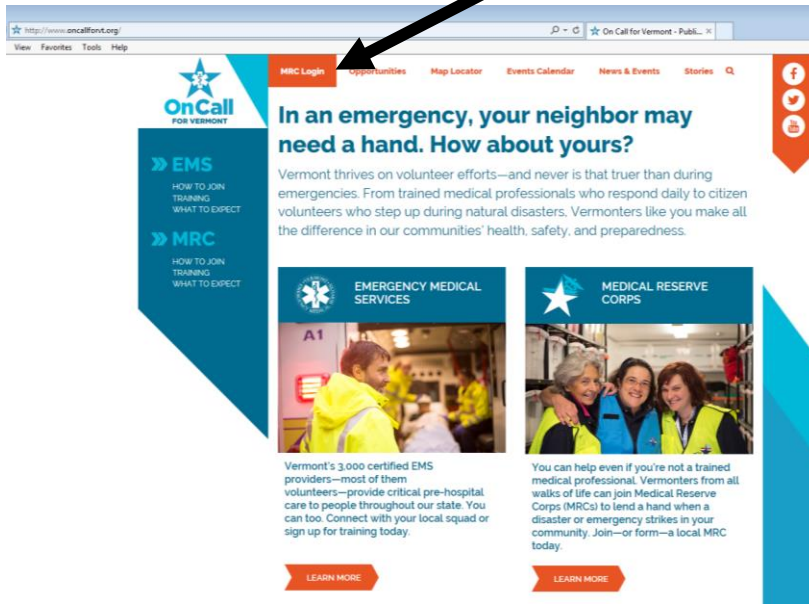 http://www.oncallforvt.org/
On Call for Vermont - Publi...
View Favorites Tools Help
MRC Login Opportunities Map Locator Events Calendar News & Events Stories
OnCall
FOR VERMONT
» EMS
HOW TO JOIN
TRAINING
WHAT TO EXPECT
» MRC
HOW TO JOIN
TRAINING
WHAT TO EXPECT
In an emergency, your neighbor may
need a hand. How about yours?
Vermont thrives on volunteer efforts—and never is that truer than during
emergencies. From trained medical professionals who respond daily to citizen
volunteers who step up during natural disasters, Vermonters like you make all
the difference in our communities' health, safety, and preparedness.
EMERGENCY MEDICAL
SERVICES
A1
Vermont's 3,000 certified EMS
providers—most of them
volunteers—provide critical pre-hospital
care to people throughout our state. You
can too. Connect with your local squad or
sign up for training today.
LEARN MORE
MEDICAL RESERVE
CORPS
You can help even if you're not a trained
medical professional. Vermonters from all
walks of life can join Medical Reserve
Corps (MRCs) to lend a hand when a
disaster or emergency strikes in your
community. Join—or form—a local MRC
today.
LEARN MORE